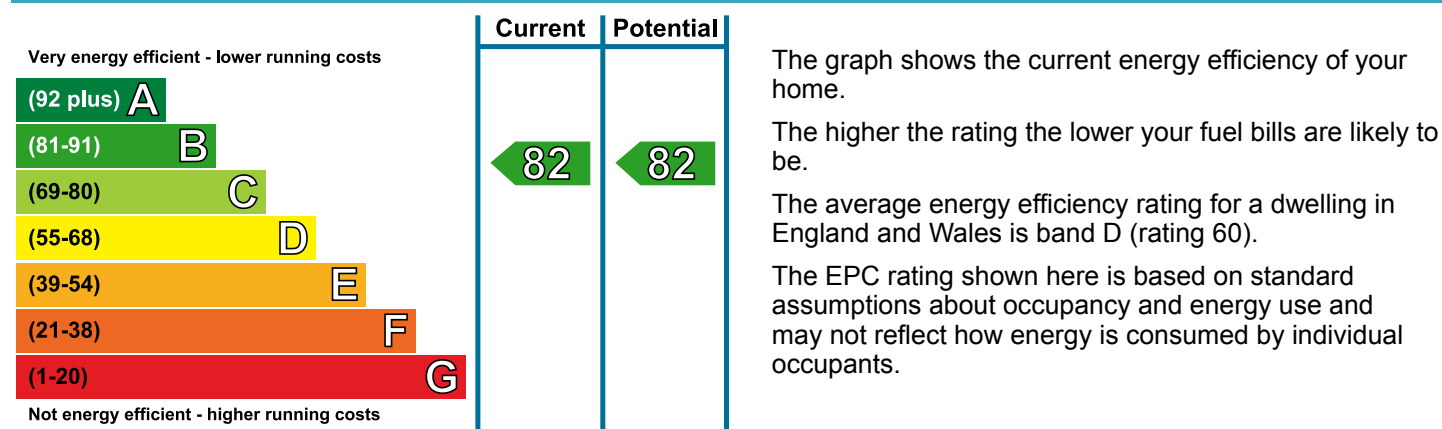 Current Potential
Very energy efficient - lower running costs
(92 plus) A
(81-91) B
82 82
(69-80) C
(55-68) D
(39-54) E
(21-38) F
(1-20) G
Not energy efficient - higher running costs
The graph shows the current energy efficiency of your
home.
The higher the rating the lower your fuel bills are likely to
be.
The average energy efficiency rating for a dwelling in
England and Wales is band D (rating 60).
The EPC rating shown here is based on standard
assumptions about occupancy and energy use and
may not reflect how energy is consumed by individual
occupants.